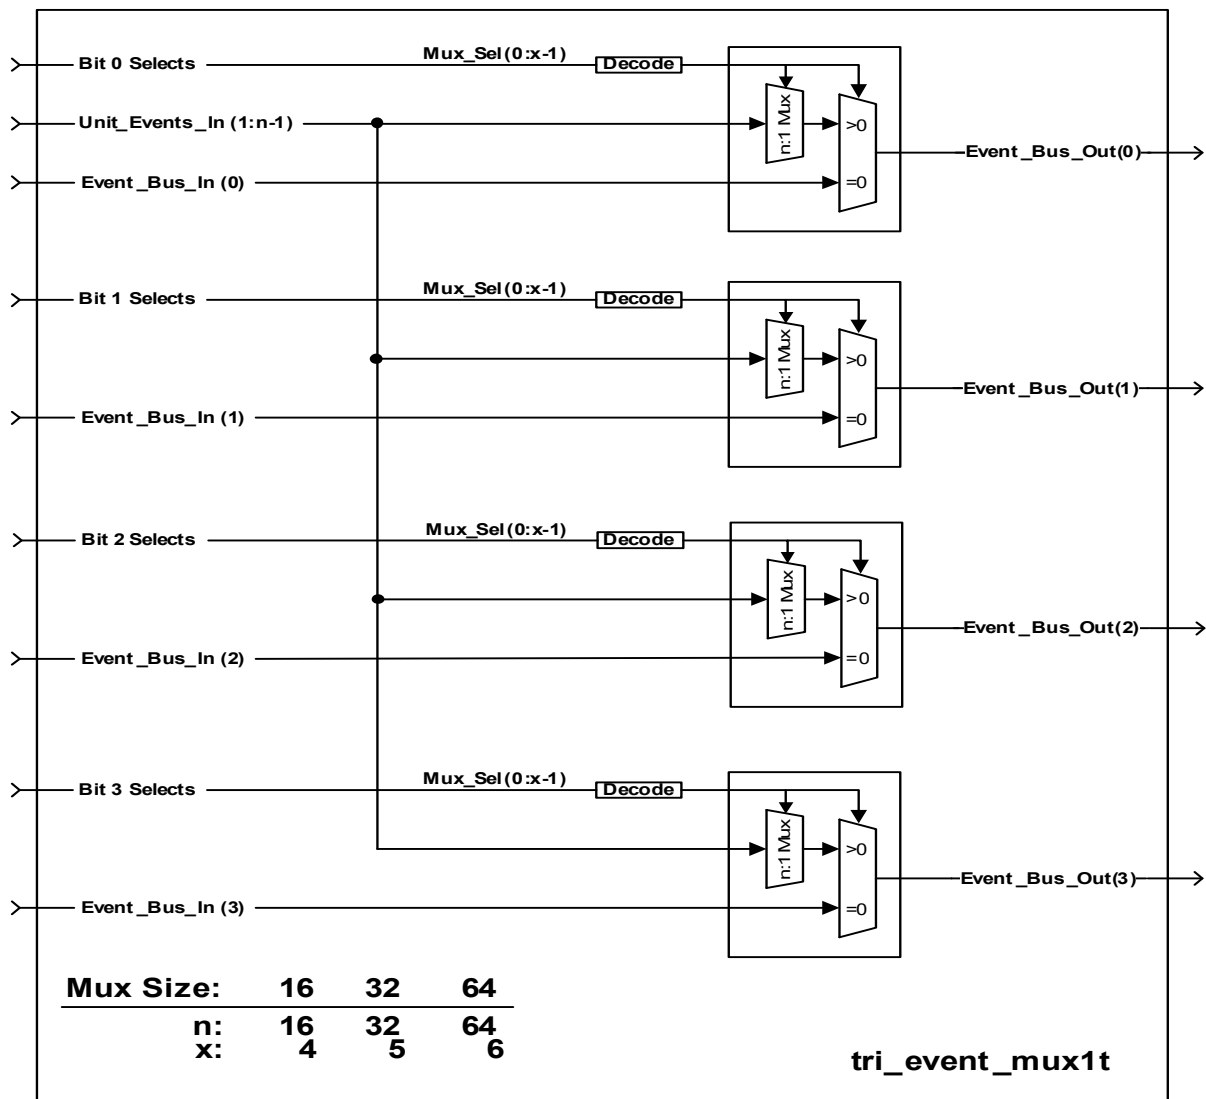 Bit 0 Selects Mux_Sel(0:x-1) Decode
Unit_Events_In (1:n-1) n:1 Mux >0
Event_Bus_Out(0)
Event_Bus_In (0) =0
Bit 1 Selects Mux_Sel(0:x-1) Decode
n:1 Mux >0
Event_Bus_Out(1)
Event_Bus_In (1) =0
Bit 2 Selects Mux_Sel(0:x-1) Decode
n:1 Mux >0
Event_Bus_Out(2)
Event_Bus_In (2) =0
Bit 3 Selects Mux_Sel(0:x-1) Decode
n:1 Mux >0
Event_Bus_Out(3)
Event_Bus_In (3) =0
Mux Size: 16 32 64
n: 16 32 64
x: 4 5 6
tri_event_mux1t